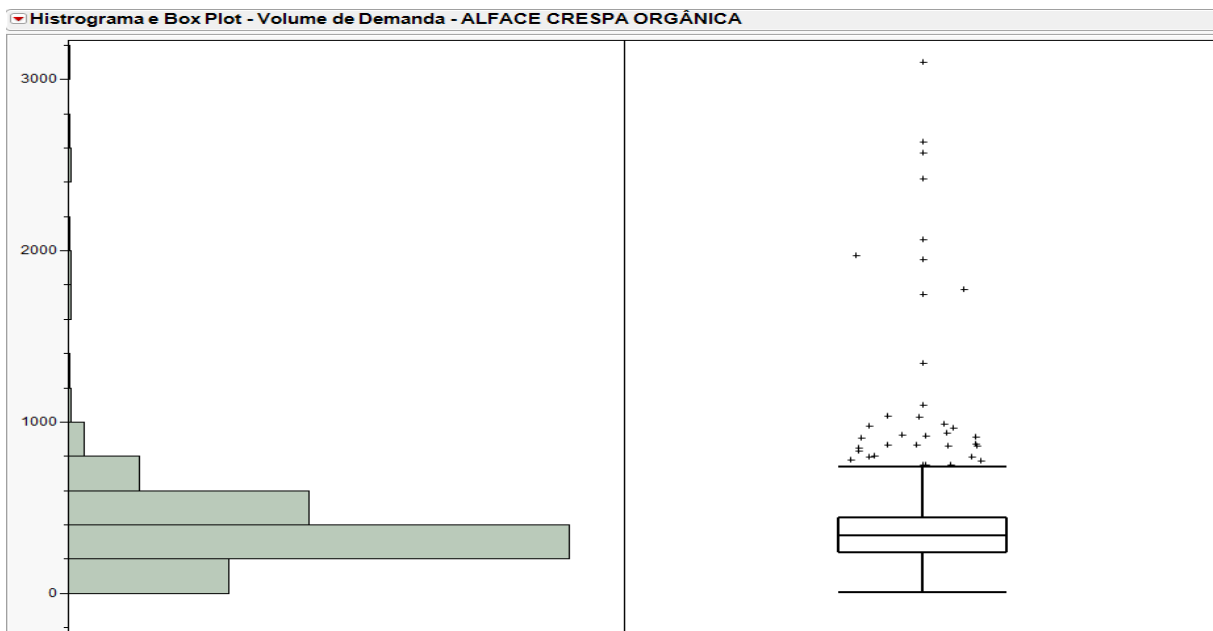 Histrograma e Box Plot - Volume de Demanda - ALFACE CRESPA ORGÂNICA
3000
2000
1000
0